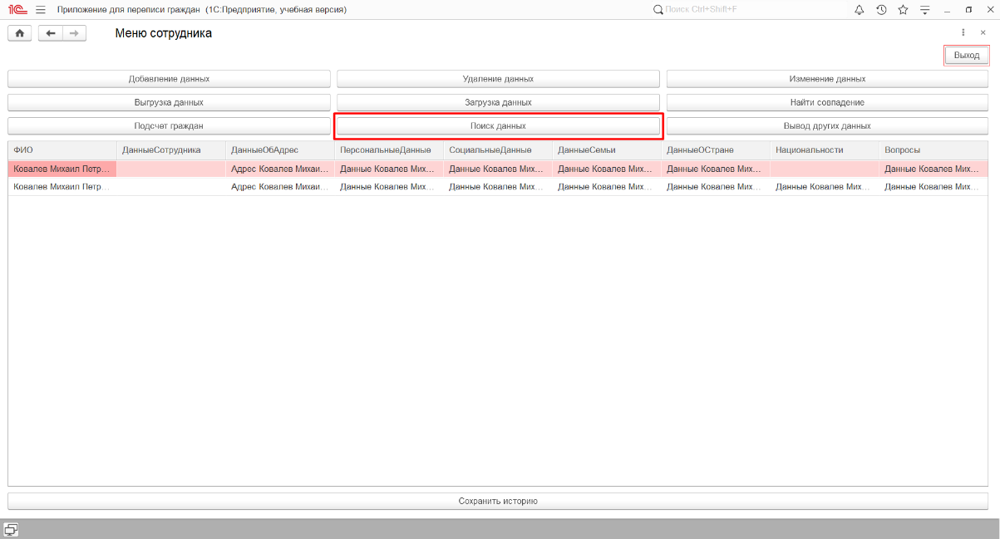 1С Приложение для переписи граждан (1С:Предприятие, учебная версия) Поиск Ctrl+Shift+F
Меню сотрудника
Выход
Добавление данных Удаление данных Изменение данных
Выгрузка данных Загрузка данных Найти совпадение
Подсчет граждан Поиск данных Вывод других данных
ФИО ДанныеСотрудника ДанныеОбАдрес ПерсональныеДанные СоциальныеДанные ДанныеСемьи ДанныеОСтране Национальности Вопросы
Ковалев Михаил Петр... Адрес Ковалев Михаи... Данные Ковалев Мих... Данные Ковалев Мих... Данные Ковалев Мих... Данные Ковалев Мих... Данные Ковалев Мих...
Ковалев Михаил Петр... Адрес Ковалев Михаи... Данные Ковалев Мих... Данные Ковалев Мих... Данные Ковалев Мих... Данные Ковалев Мих... Данные Ковалев Мих... Данные Ковалев Мих...
Сохранить историю